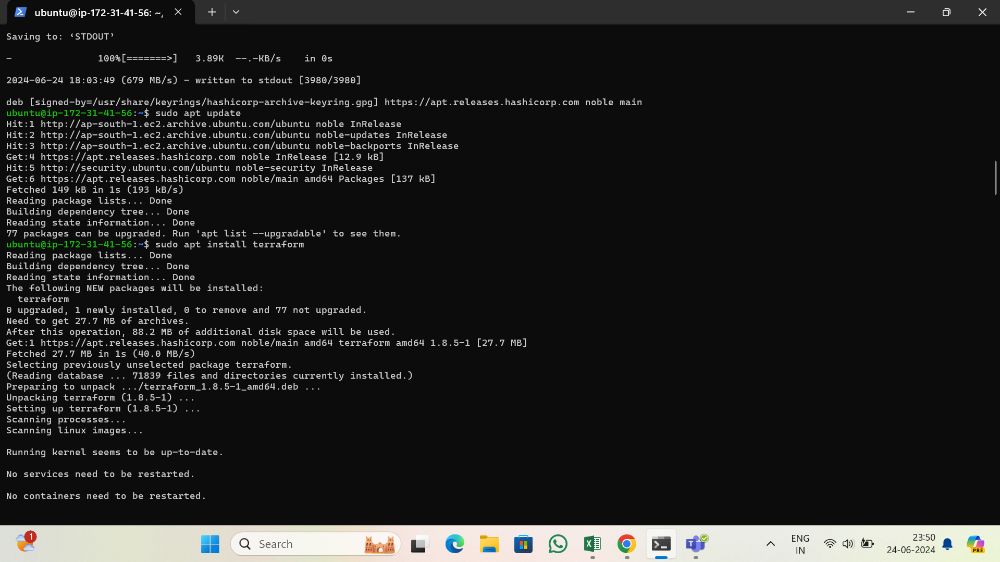 ubuntu@ip-172-31-41-56: ~,
Saving to: ‘STDOUT’
- 100%[=======>] 3.89K --.-KB/s in 0s
2024-06-24 18:03:49 (679 MB/s) - written to stdout [3980/3980]
deb [signed-by=/usr/share/keyrings/hashicorp-archive-keyring.gpg] https://apt.releases.hashicorp.com noble main
ubuntu@ip-172-31-41-56:~$ sudo apt update
Hit:1 http://ap-south-1.ec2.archive.ubuntu.com/ubuntu noble InRelease
Hit:2 http://ap-south-1.ec2.archive.ubuntu.com/ubuntu noble-updates InRelease
Hit:3 http://ap-south-1.ec2.archive.ubuntu.com/ubuntu noble-backports InRelease
Get:4 https://apt.releases.hashicorp.com noble InRelease [12.9 kB]
Hit:5 http://security.ubuntu.com/ubuntu noble-security InRelease
Get:6 https://apt.releases.hashicorp.com noble/main amd64 Packages [137 kB]
Fetched 149 kB in 1s (193 kB/s)
Reading package lists... Done
Building dependency tree... Done
Reading state information... Done
77 packages can be upgraded. Run 'apt list --upgradable' to see them.
ubuntu@ip-172-31-41-56:~$ sudo apt install terraform
Reading package lists... Done
Building dependency tree... Done
Reading state information... Done
The following NEW packages will be installed:
  terraform
0 upgraded, 1 newly installed, 0 to remove and 77 not upgraded.
Need to get 27.7 MB of archives.
After this operation, 88.2 MB of additional disk space will be used.
Get:1 https://apt.releases.hashicorp.com noble/main amd64 terraform amd64 1.8.5-1 [27.7 MB]
Fetched 27.7 MB in 1s (40.0 MB/s)
Selecting previously unselected package terraform.
(Reading database ... 71839 files and directories currently installed.)
Preparing to unpack .../terraform_1.8.5-1_amd64.deb ...
Unpacking terraform (1.8.5-1) ...
Setting up terraform (1.8.5-1) ...
Scanning processes...
Scanning linux images...
Running kernel seems to be up-to-date.
No services need to be restarted.
No containers need to be restarted.
1
Search
ENG
IN
23:50
24-06-2024
PRE